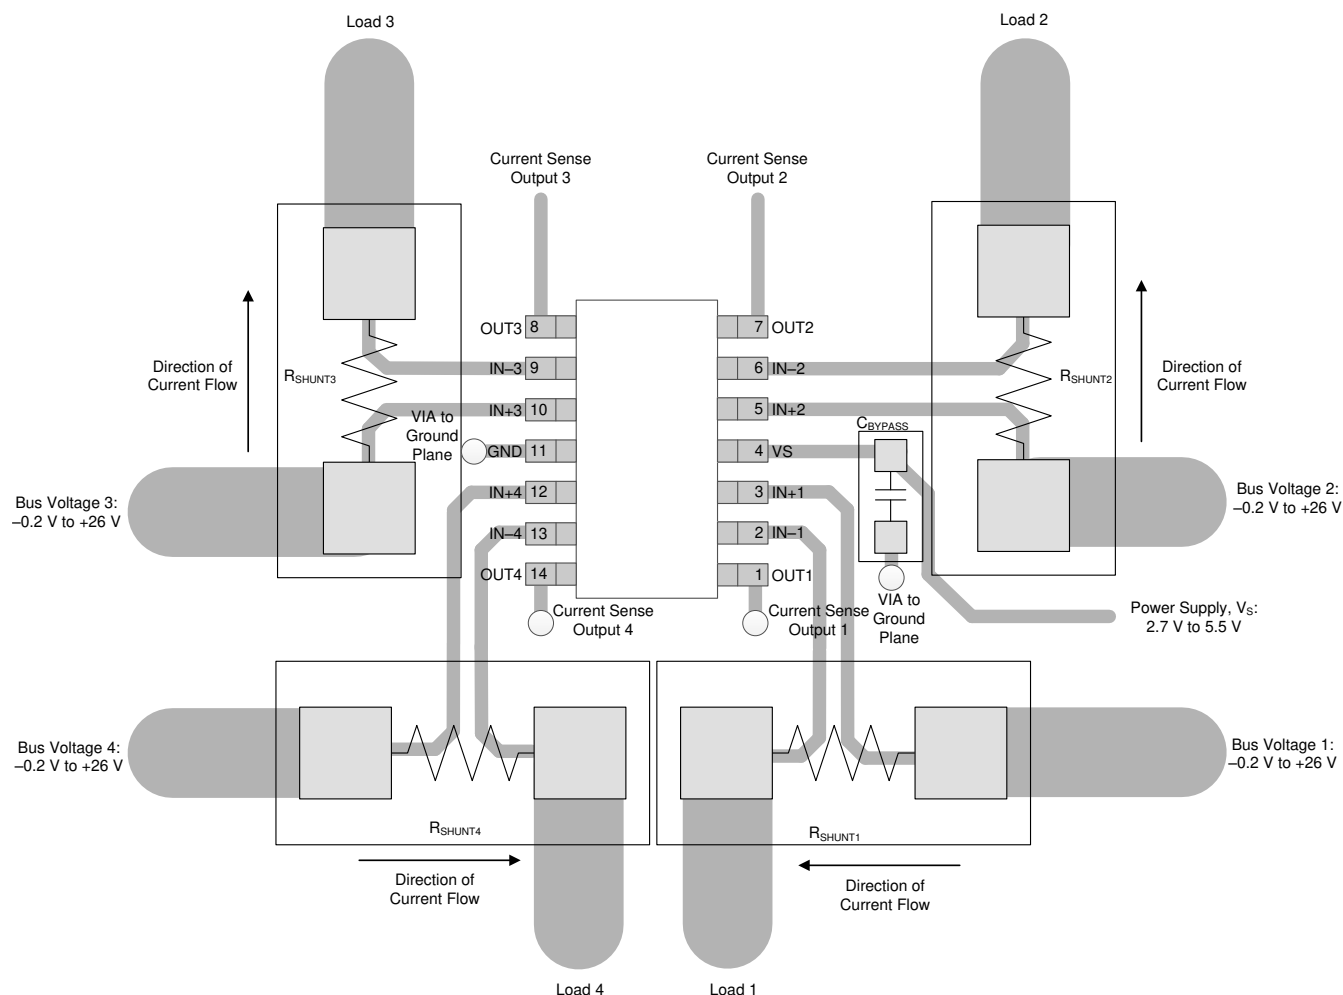 Load 3
Load 2
Current Sense
Output 3
Current Sense
Output 2
OUT3 8
7 OUT2
IN–3 9
6 IN–2
Direction of
Current Flow
RSHUNT3
RSHUNT2
Direction of
Current Flow
IN+3 10
5 IN+2
VIA to
Ground
Plane
CBYPASS
GND 11
4 VS
Bus Voltage 3:
–0.2 V to +26 V
IN+4 12
3 IN+1
Bus Voltage 2:
–0.2 V to +26 V
IN–4 13
2 IN–1
OUT4 14
1 OUT1
Current Sense
Output 4
Current Sense
Output 1
VIA to
Ground
Plane
Power Supply, VS:
2.7 V to 5.5 V
Bus Voltage 4:
–0.2 V to +26 V
Bus Voltage 1:
–0.2 V to +26 V
RSHUNT4
RSHUNT1
Direction of
Current Flow
Direction of
Current Flow
Load 4
Load 1